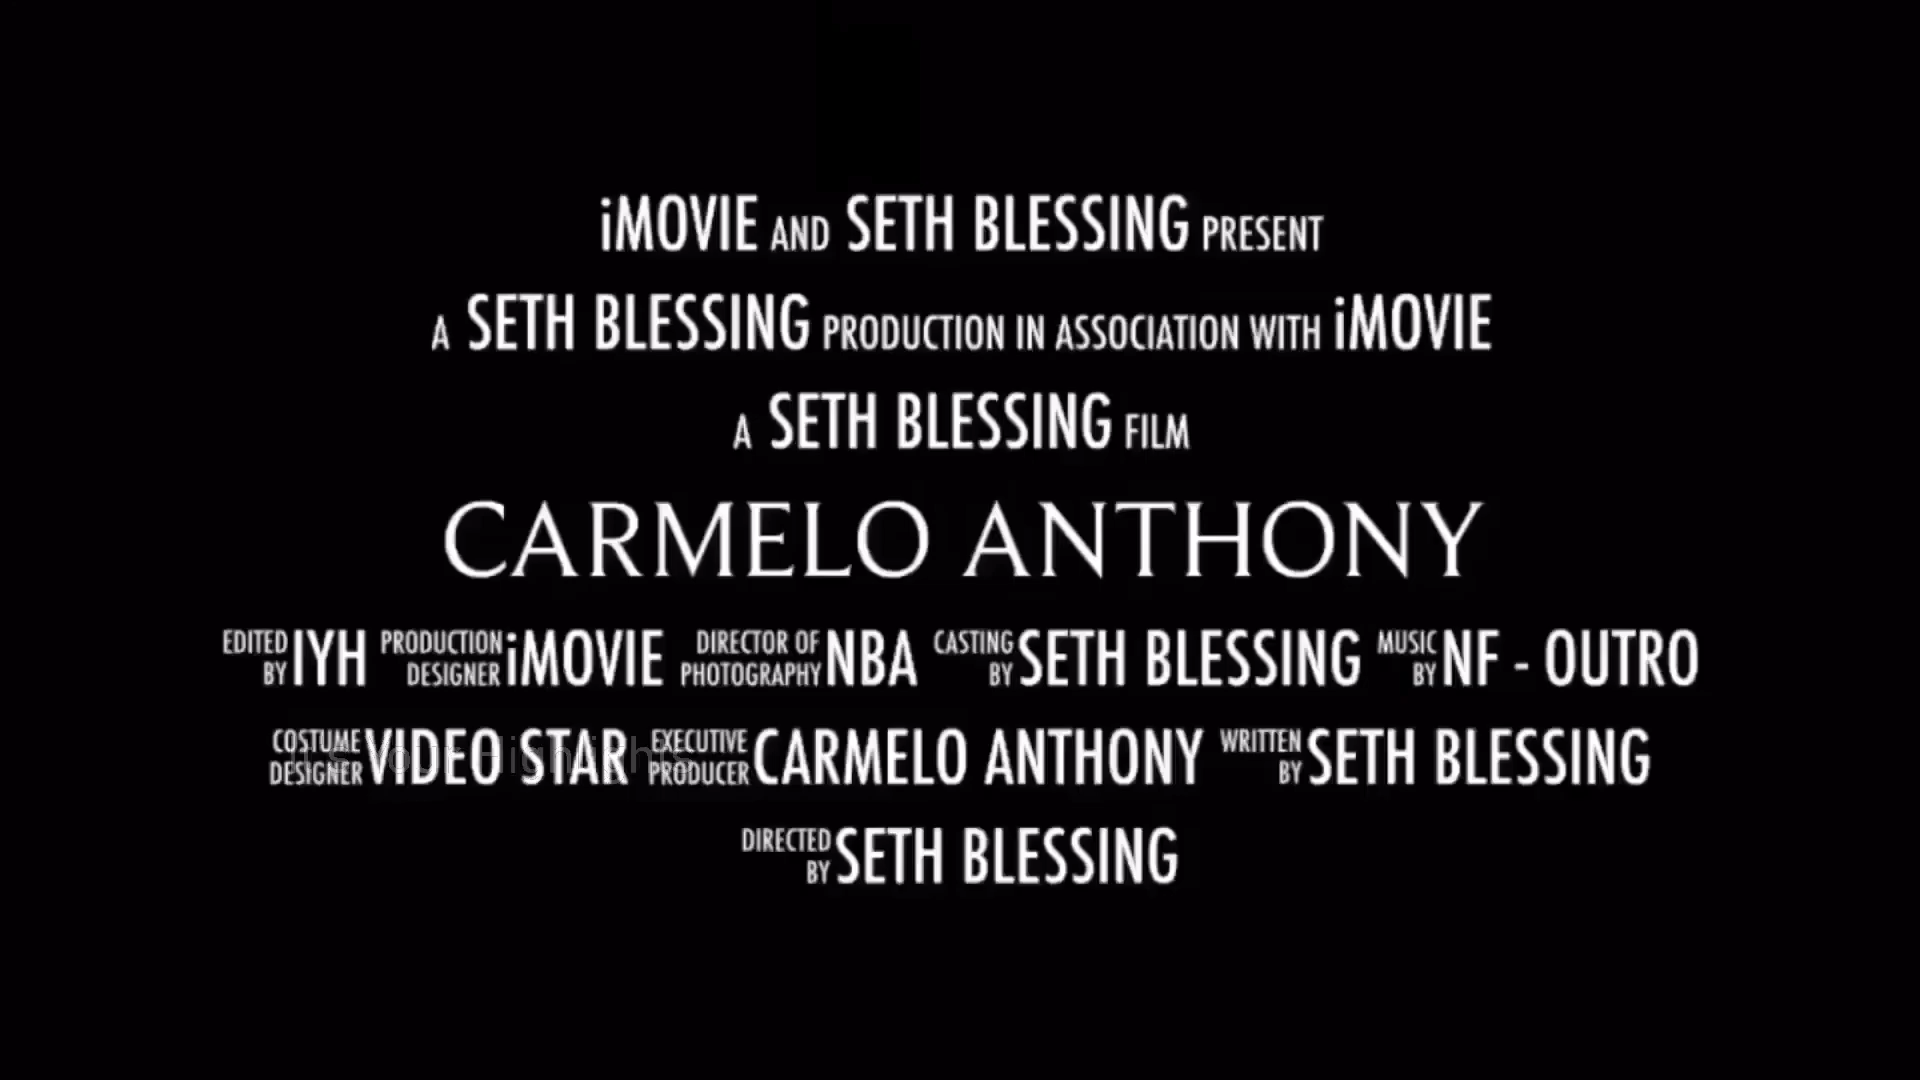 iMOVIE AND SETH BLESSING PRESENT
A SETH BLESSING PRODUCTION IN ASSOCIATION WITH iMOVIE
A SETH BLESSING FILM
CARMELO ANTHONY
EDITED BY IYH PRODUCTION DESIGNER iMOVIE DIRECTOR OF PHOTOGRAPHY NBA CASTING BY SETH BLESSING MUSIC BY NF - OUTRO
COSTUME DESIGNER VIDEO STAR EXECUTIVE PRODUCER CARMELO ANTHONY WRITTEN BY SETH BLESSING
Your Highlights
DIRECTED BY SETH BLESSING